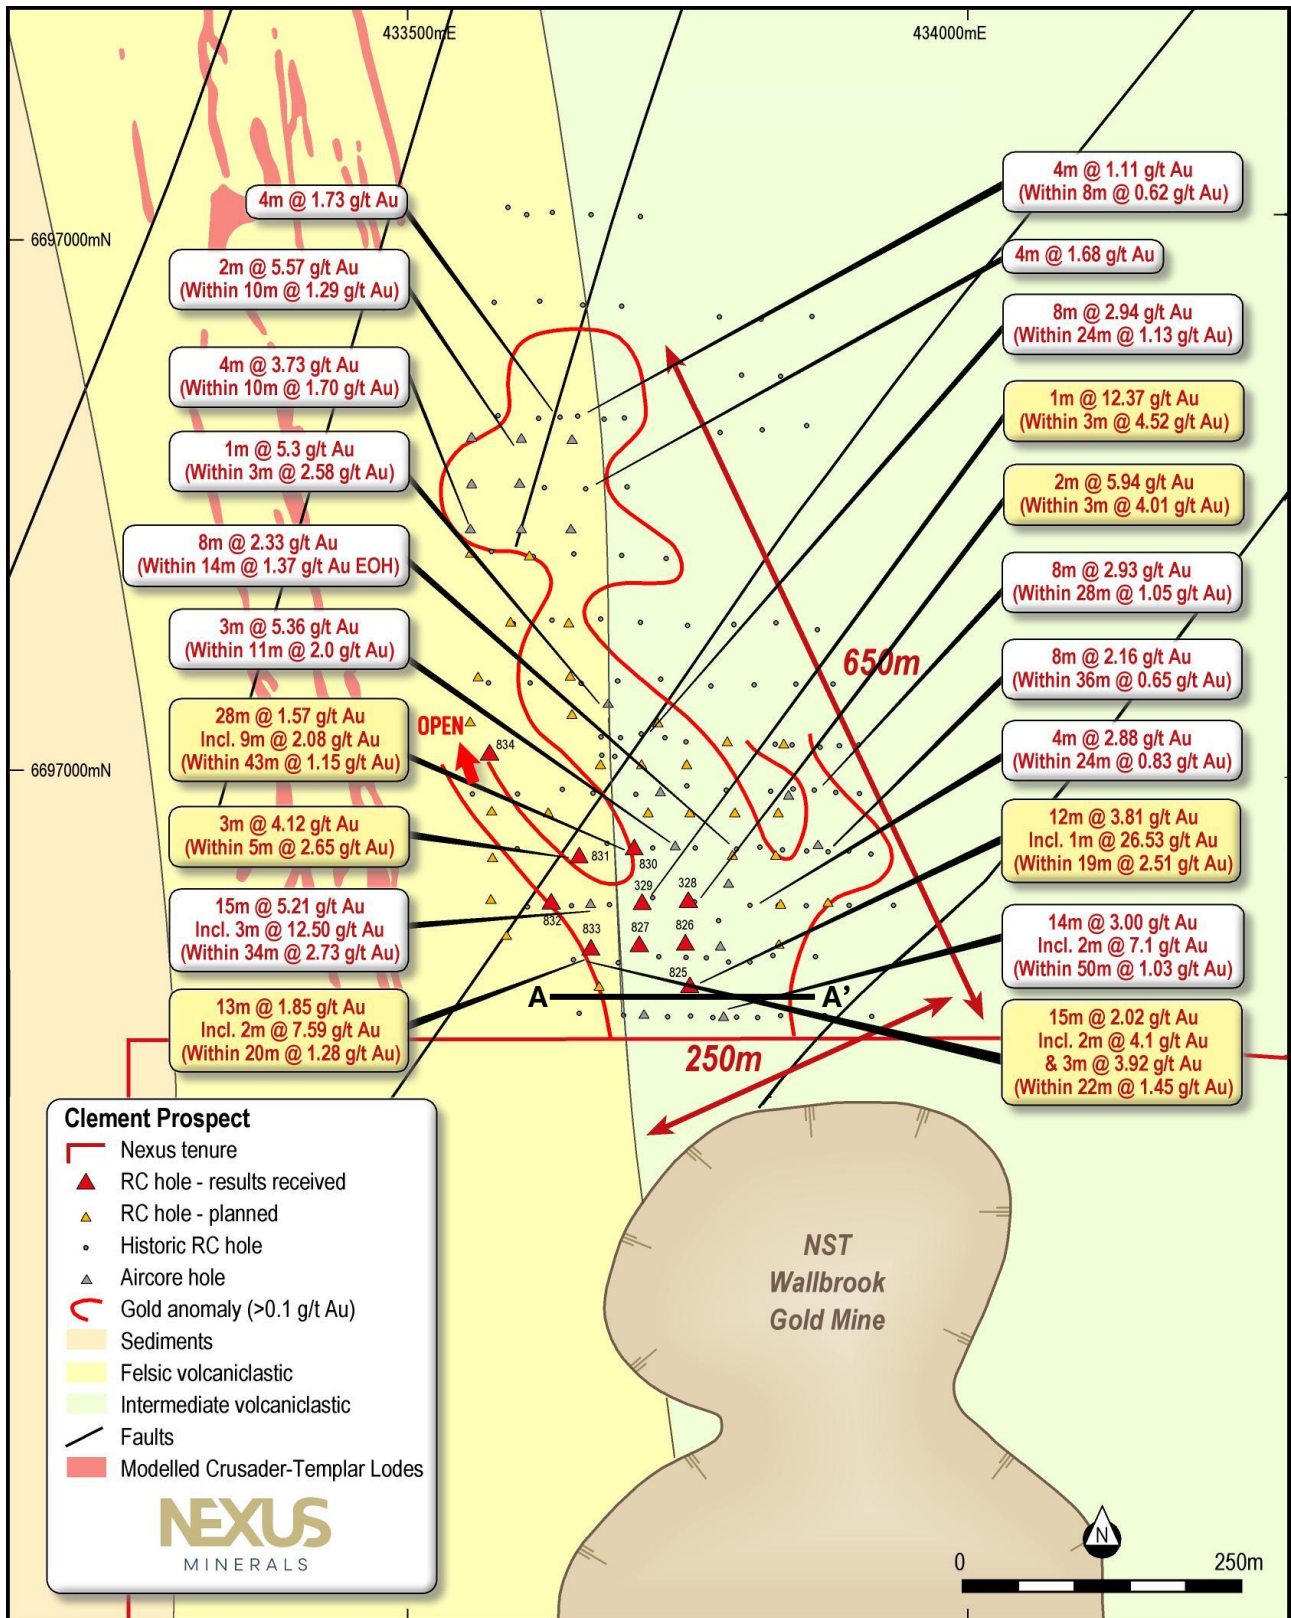 433500mE
434000mE
6697000mN
6697000mN
4m @ 1.73 g/t Au
2m @ 5.57 g/t Au
(Within 10m @ 1.29 g/t Au)
4m @ 3.73 g/t Au
(Within 10m @ 1.70 g/t Au)
1m @ 5.3 g/t Au
(Within 3m @ 2.58 g/t Au)
8m @ 2.33 g/t Au
(Within 14m @ 1.37 g/t Au EOH)
3m @ 5.36 g/t Au
(Within 11m @ 2.0 g/t Au)
28m @ 1.57 g/t Au
Incl. 9m @ 2.08 g/t Au
(Within 43m @ 1.15 g/t Au)
3m @ 4.12 g/t Au
(Within 5m @ 2.65 g/t Au)
15m @ 5.21 g/t Au
Incl. 3m @ 12.50 g/t Au
(Within 34m @ 2.73 g/t Au)
13m @ 1.85 g/t Au
Incl. 2m @ 7.59 g/t Au
(Within 20m @ 1.28 g/t Au)
4m @ 1.11 g/t Au
(Within 8m @ 0.62 g/t Au)
4m @ 1.68 g/t Au
8m @ 2.94 g/t Au
(Within 24m @ 1.13 g/t Au)
1m @ 12.37 g/t Au
(Within 3m @ 4.52 g/t Au)
2m @ 5.94 g/t Au
(Within 3m @ 4.01 g/t Au)
8m @ 2.93 g/t Au
(Within 28m @ 1.05 g/t Au)
8m @ 2.16 g/t Au
(Within 36m @ 0.65 g/t Au)
4m @ 2.88 g/t Au
(Within 24m @ 0.83 g/t Au)
12m @ 3.81 g/t Au
Incl. 1m @ 26.53 g/t Au
(Within 19m @ 2.51 g/t Au)
14m @ 3.00 g/t Au
Incl. 2m @ 7.1 g/t Au
(Within 50m @ 1.03 g/t Au)
15m @ 2.02 g/t Au
Incl. 2m @ 4.1 g/t Au
& 3m @ 3.92 g/t Au
(Within 22m @ 1.45 g/t Au)
650m
OPEN
834
831
830
329
328
832
833
827
826
825
A
A’
250m
NST
Wallbrook
Gold Mine
Clement Prospect
Nexus tenure
RC hole - results received
RC hole - planned
Historic RC hole
Aircore hole
Gold anomaly (>0.1 g/t Au)
Sediments
Felsic volcaniclastic
Intermediate volcaniclastic
Faults
Modelled Crusader-Templar Lodes
NEXUS
MINERALS
N
0
250m